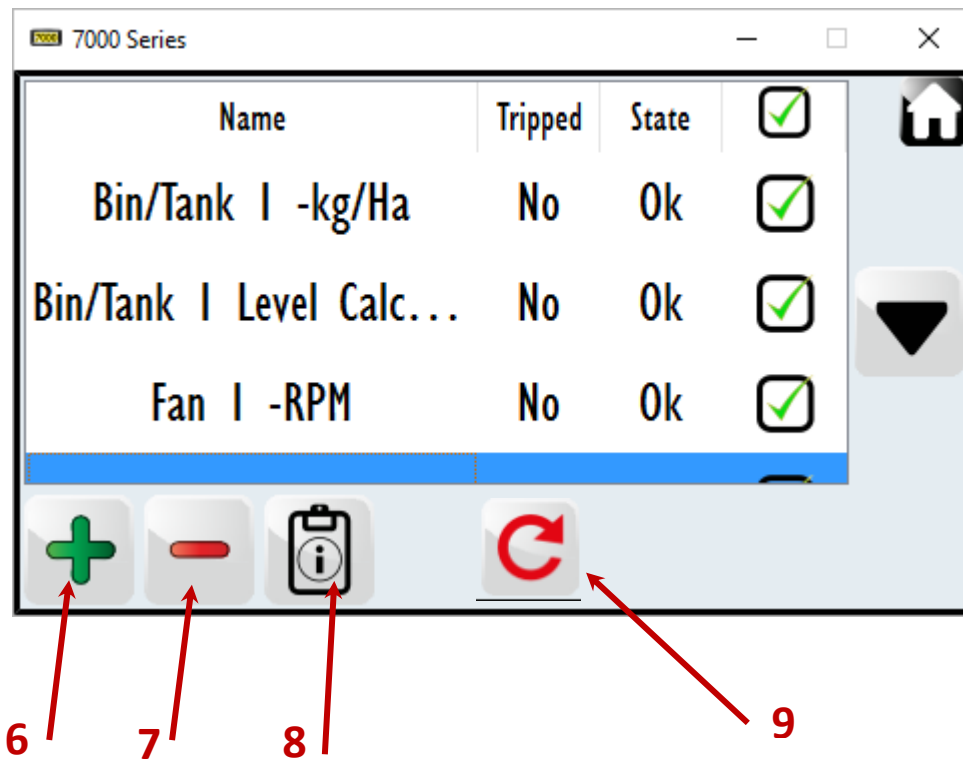 7000 Series
Name Tripped State
Bin/Tank 1 -kg/Ha No Ok
Bin/Tank 1 Level Calc... No Ok
Fan 1 -RPM No Ok
6 7 8 9